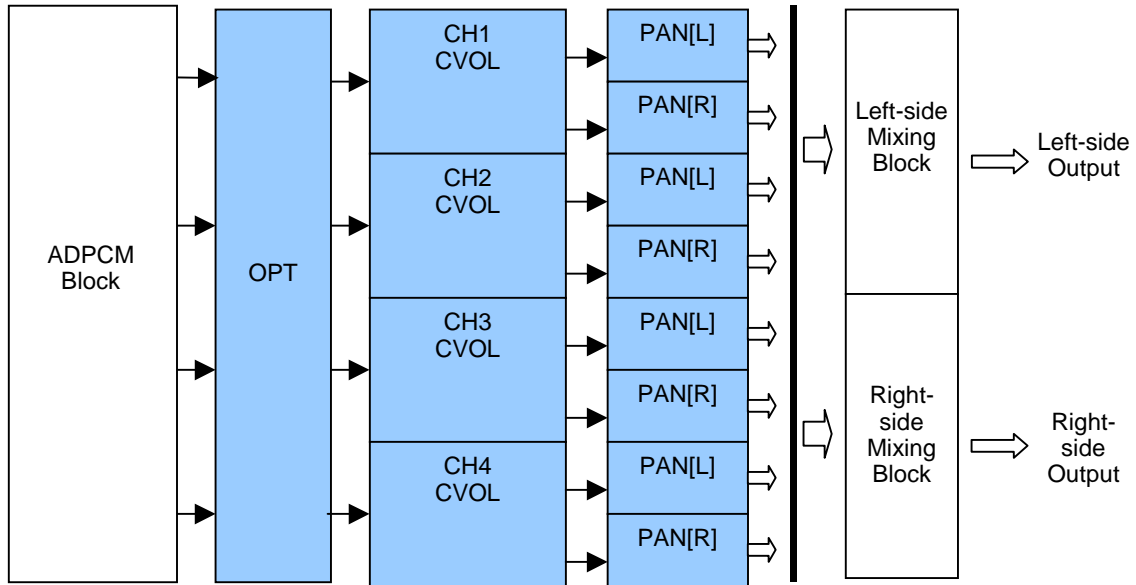 ADPCM
Block
OPT
CH1
CVOL
CH2
CVOL
CH3
CVOL
CH4
CVOL
PAN[L]
PAN[R]
PAN[L]
PAN[R]
PAN[L]
PAN[R]
PAN[L]
PAN[R]
Left-side
Mixing
Block
Right-
side
Mixing
Block
Left-side
Output
Right-
side
Output